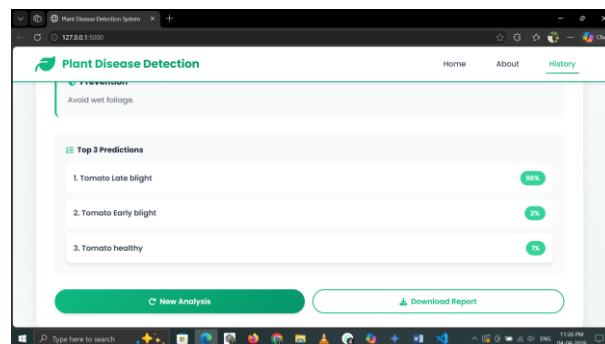 Plant Disease Detection System
127.0.0.1:5000
Plant Disease Detection
Home
About
History
Prevention
Avoid wet foliage.
Top 3 Predictions
1. Tomato Late blight
96%
2. Tomato Early blight
3%
3. Tomato healthy
1%
New Analysis
Download Report
Type here to search
ENG
11:26 PM